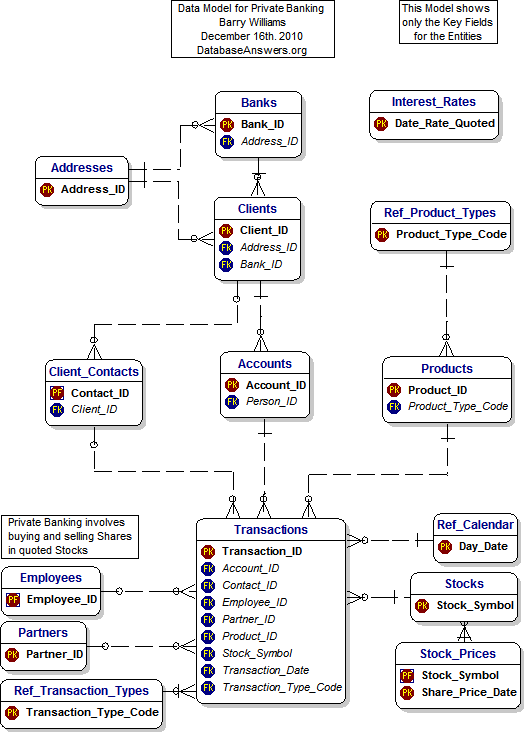 Data Model for Private Banking
Barry Williams
December 16th. 2010
DatabaseAnswers.org
This Model shows
only the Key Fields
for the Entities
Banks
PK Bank_ID
FK Address_ID
Interest_Rates
PK Date_Rate_Quoted
Addresses
PK Address_ID
Clients
PK Client_ID
FK Address_ID
FK Bank_ID
Ref_Product_Types
PK Product_Type_Code
Client_Contacts
PF Contact_ID
FK Client_ID
Accounts
PK Account_ID
FK Person_ID
Products
PK Product_ID
FK Product_Type_Code
Private Banking involves
buying and selling Shares
in quoted Stocks
Transactions
PK Transaction_ID
FK Account_ID
FK Contact_ID
FK Employee_ID
FK Partner_ID
FK Product_ID
FK Stock_Symbol
FK Transaction_Date
FK Transaction_Type_Code
Ref_Calendar
PK Day_Date
Employees
PF Employee_ID
Stocks
PK Stock_Symbol
Partners
PK Partner_ID
Stock_Prices
PF Stock_Symbol
PK Share_Price_Date
Ref_Transaction_Types
PK Transaction_Type_Code